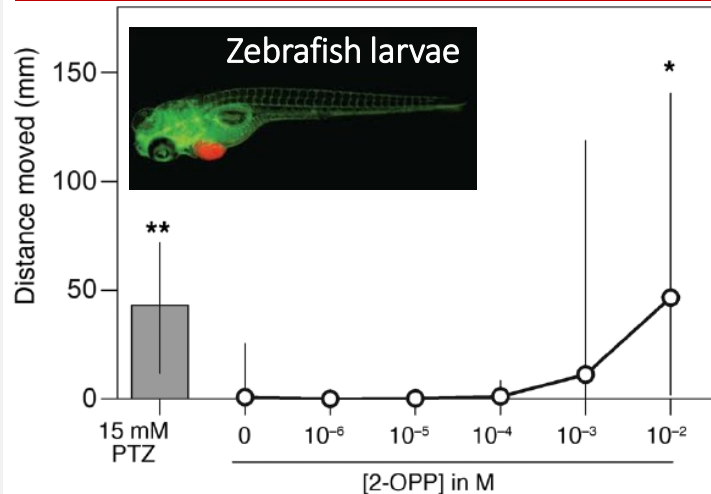 Zebrafish larvae
Distance moved (mm)
150
100
50
0
**
*
15 mM
PTZ
0
10⁻⁶
10⁻⁵
10⁻⁴
10⁻³
10⁻²
[2-OPP] in M